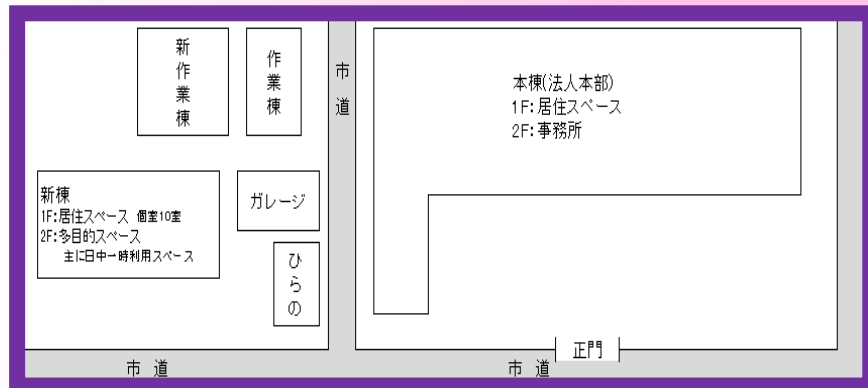 新作業棟
作業棟
市道
本棟(法人本部)
1F:居住スペース
2F:事務所
新棟
1F:居住スペース 個室10室
2F:多目的スペース
主に日中一時利用スペース
ガレージ
ひらの
正門
市 道
市 道